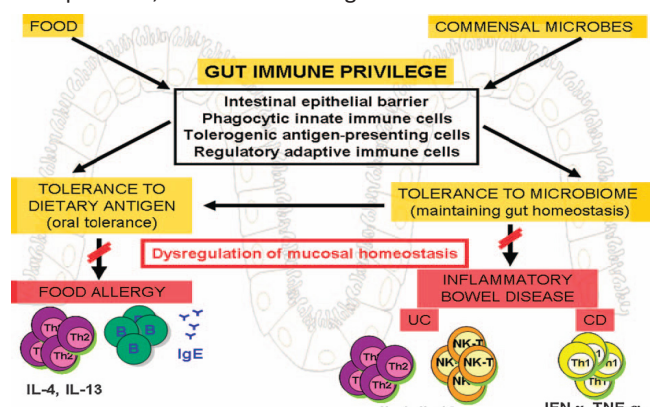 FOOD
COMMENSAL MICROBES
GUT IMMUNE PRIVILEGE
Intestinal epithelial barrier
Phagocytic innate immune cells
Tolerogenic antigen-presenting cells
Regulatory adaptive immune cells
TOLERANCE TO
DIETARY ANTIGEN
(oral tolerance)
TOLERANCE TO MICROBIOME
(maintaining gut homeostasis)
Dysregulation of mucosal homeostasis
FOOD ALLERGY
INFLAMMATORY
BOWEL DISEASE
UC
CD
Th2
Th2
Th2
B
B
B
IgE
Th2
Th2
NK-T
NK-T
NK-T
Th1
Th1
IL-4, IL-13